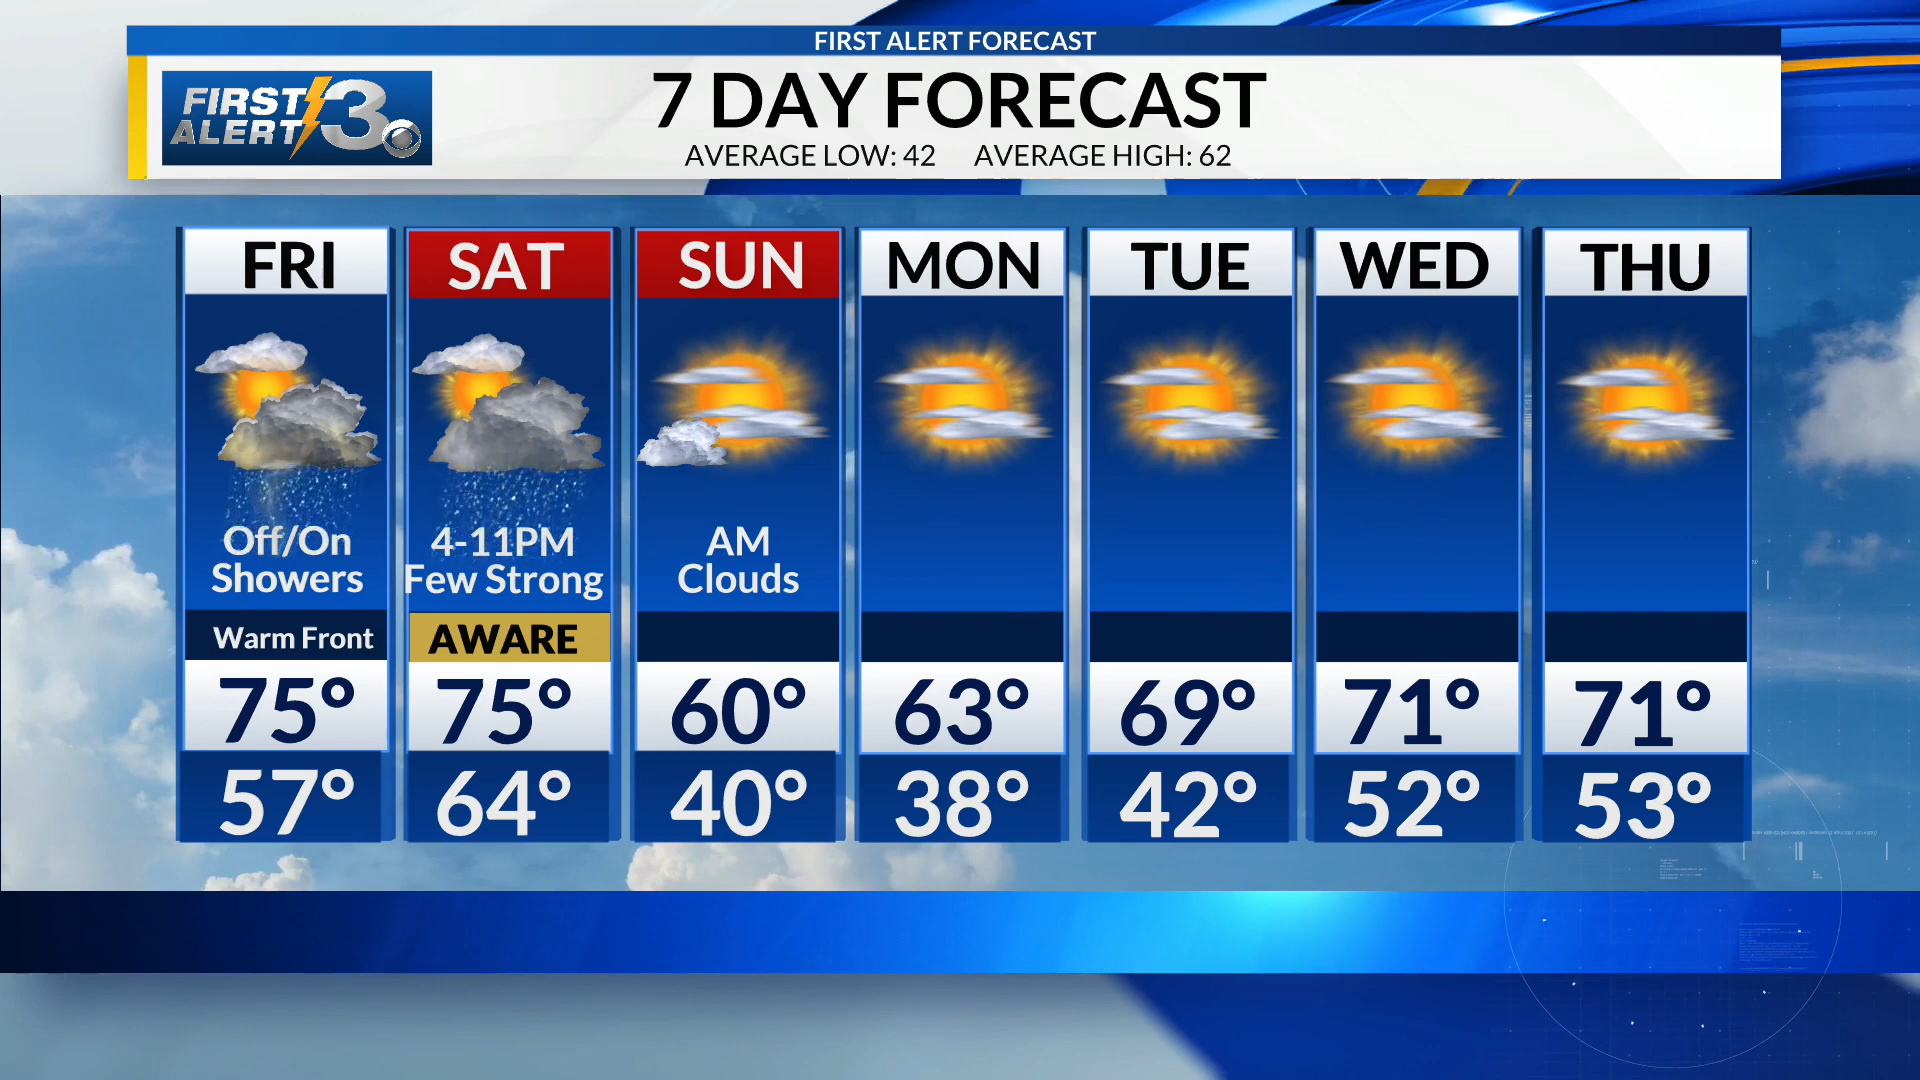 FIRST ALERT FORECAST
FIRST
ALERT
3
7 DAY FORECAST
AVERAGE LOW: 42 AVERAGE HIGH: 62
FRI
Off/On
Showers
Warm Front
75°
57°
SAT
4-11PM
Few Strong
AWARE
75°
64°
SUN
AM
Clouds
60°
40°
MON
63°
38°
TUE
69°
42°
WED
71°
52°
THU
71°
53°